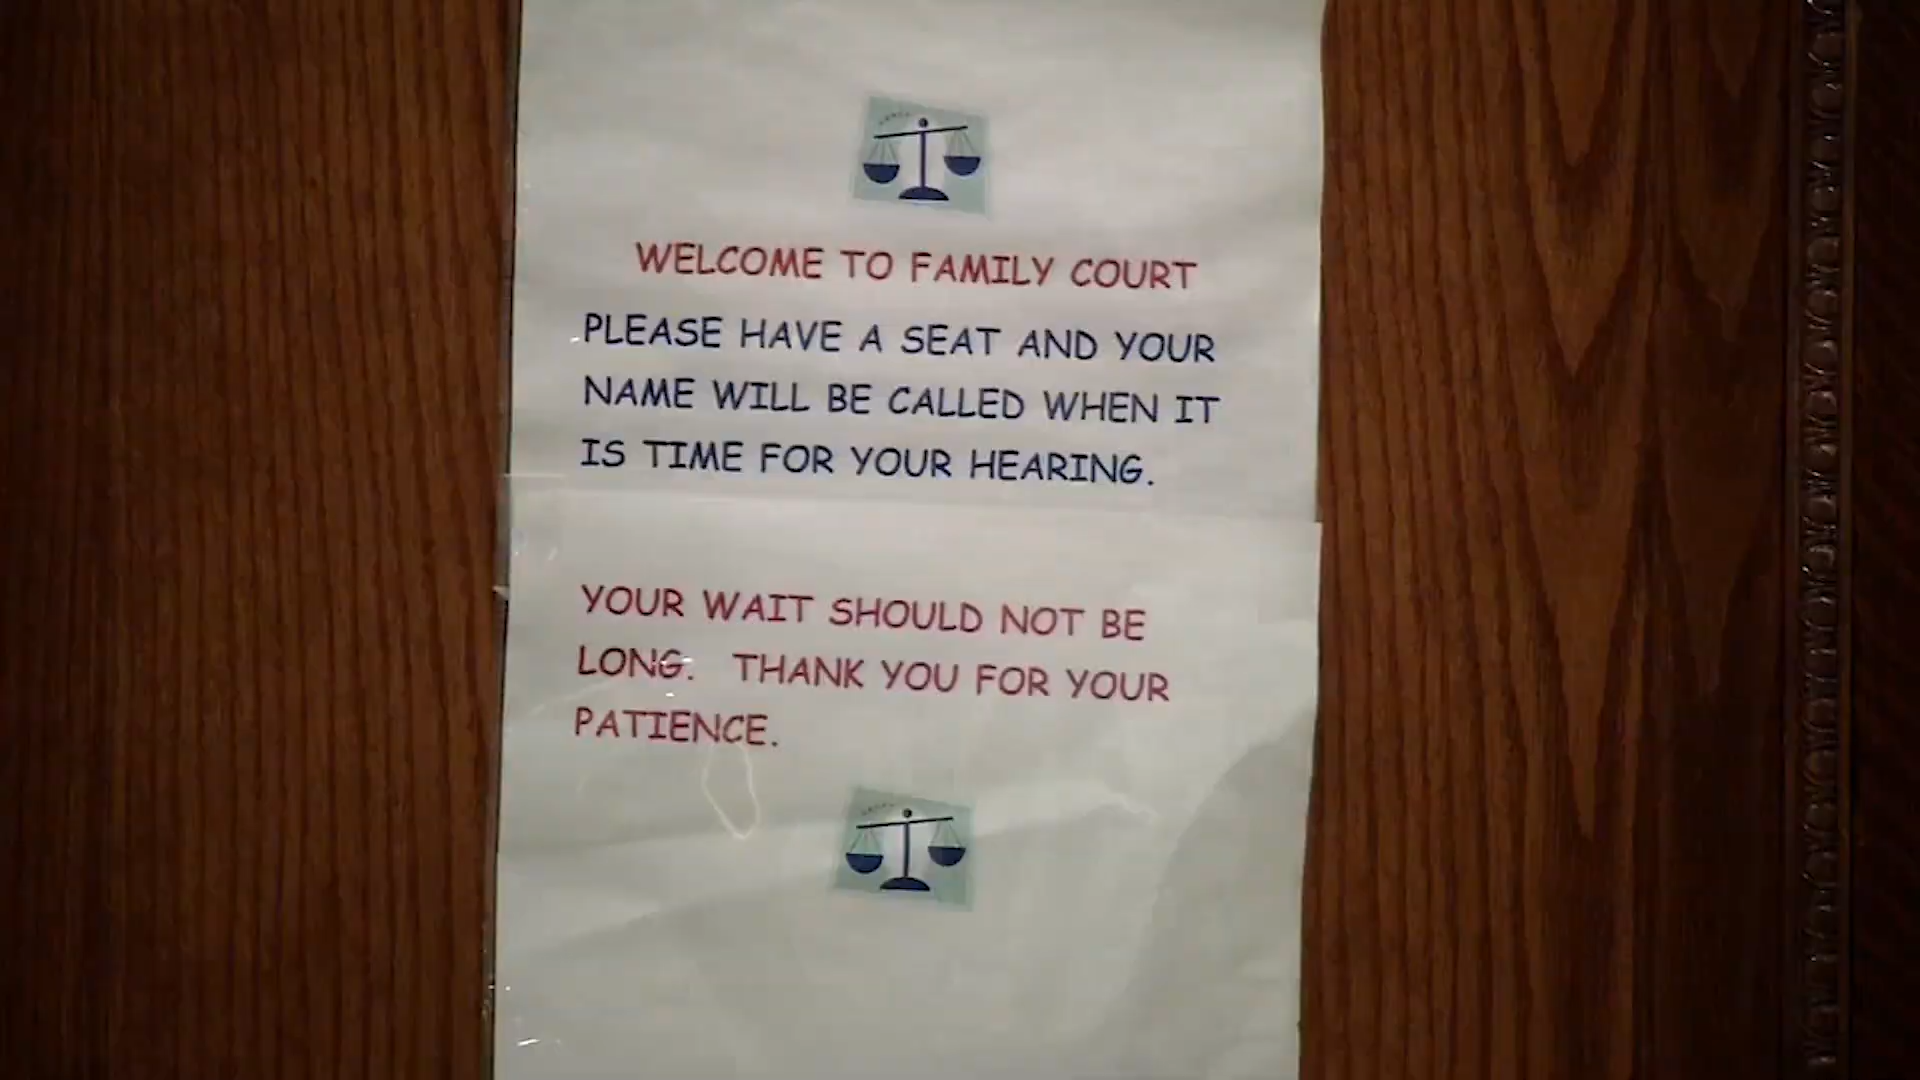 WELCOME TO FAMILY COURT
PLEASE HAVE A SEAT AND YOUR
NAME WILL BE CALLED WHEN IT
IS TIME FOR YOUR HEARING.
YOUR WAIT SHOULD NOT BE
LONG. THANK YOU FOR YOUR
PATIENCE.